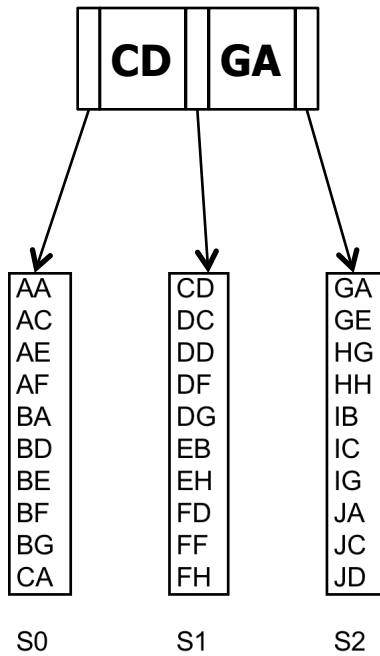 CD GA
AA
AC
AE
AF
BA
BD
BE
BF
BG
CA
S0
CD
DC
DD
DF
DG
EB
EH
FD
FF
FH
S1
GA
GE
HG
HH
IB
IC
IG
JA
JC
JD
S2